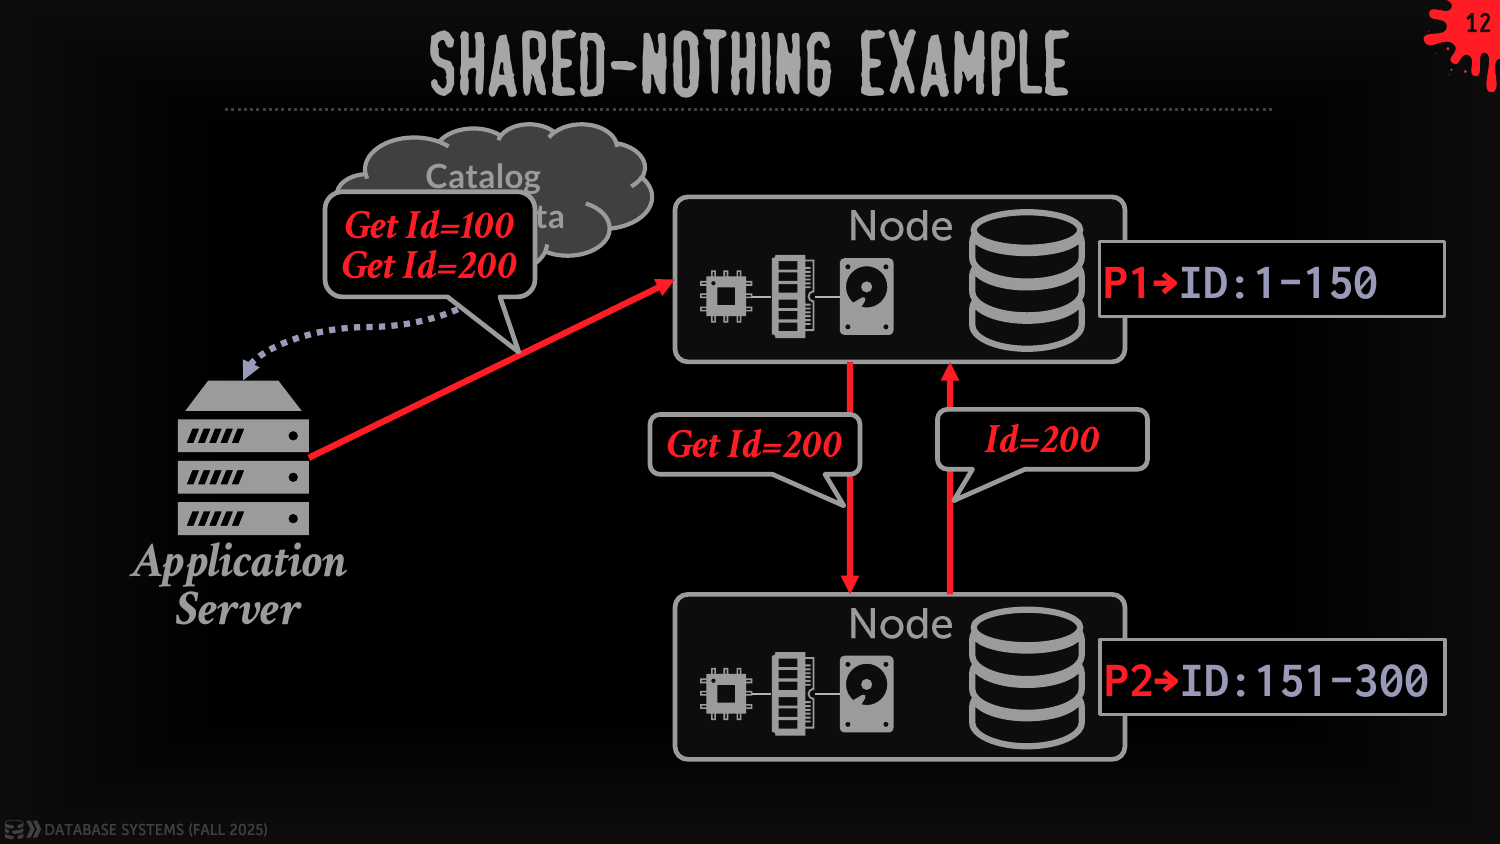 12
SHARED-NOTHING EXAMPLE
Catalog
ta
Get Id=100
Get Id=200
Node
P1→ID:1-150
Get Id=200
Id=200
Application
Server
Node
P2→ID:151-300
DATABASE SYSTEMS (FALL 2025)